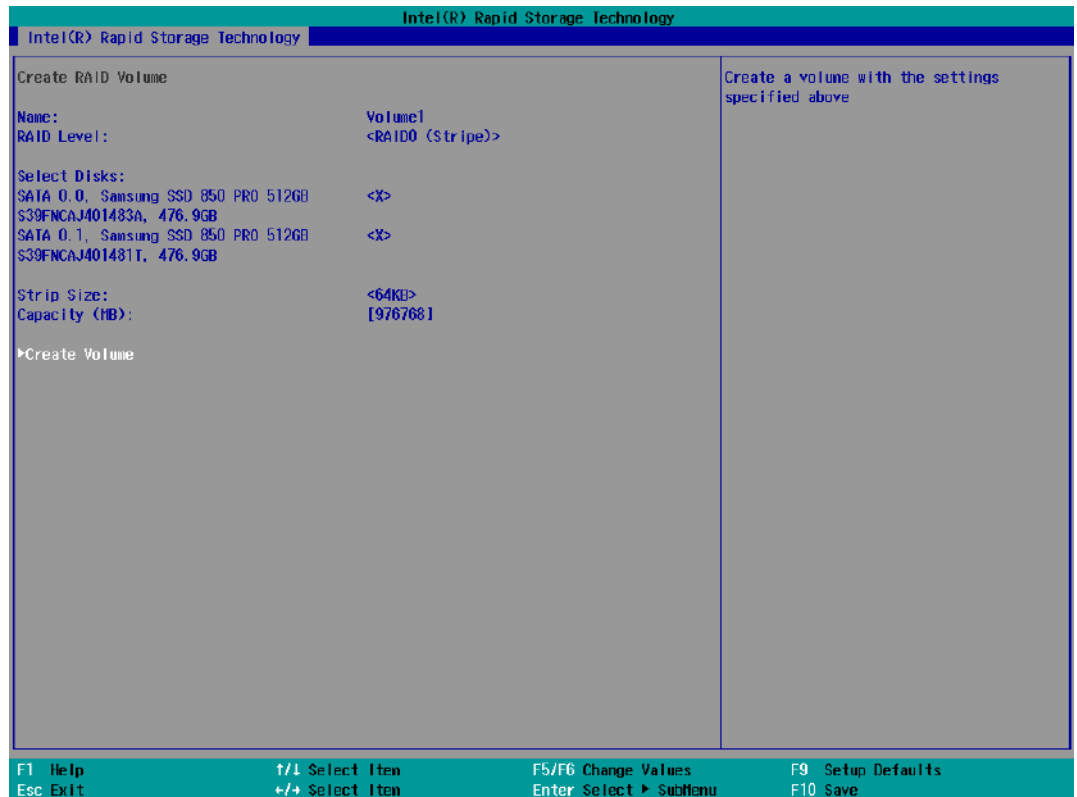 Intel(R) Rapid Storage Technology
Intel(R) Rapid Storage Technology
Create RAID Volume
Create a volume with the settings
specified above
Name: Volume1
RAID Level: <RAID0 (Stripe)>
Select Disks:
SATA 0.0, Samsung SSD 850 PRO 512GB <X>
S39FNCAJ401483A, 476.9GB
SATA 0.1, Samsung SSD 850 PRO 512GB <X>
S39FNCAJ401481T, 476.9GB
Strip Size: <64KB>
Capacity (MB): [976768]
►Create Volume
F1 Help ↑/↓ Select Item F5/F6 Change Values F9 Setup Defaults
Esc Exit ←/→ Select Item Enter Select ► SubMenu F10 Save